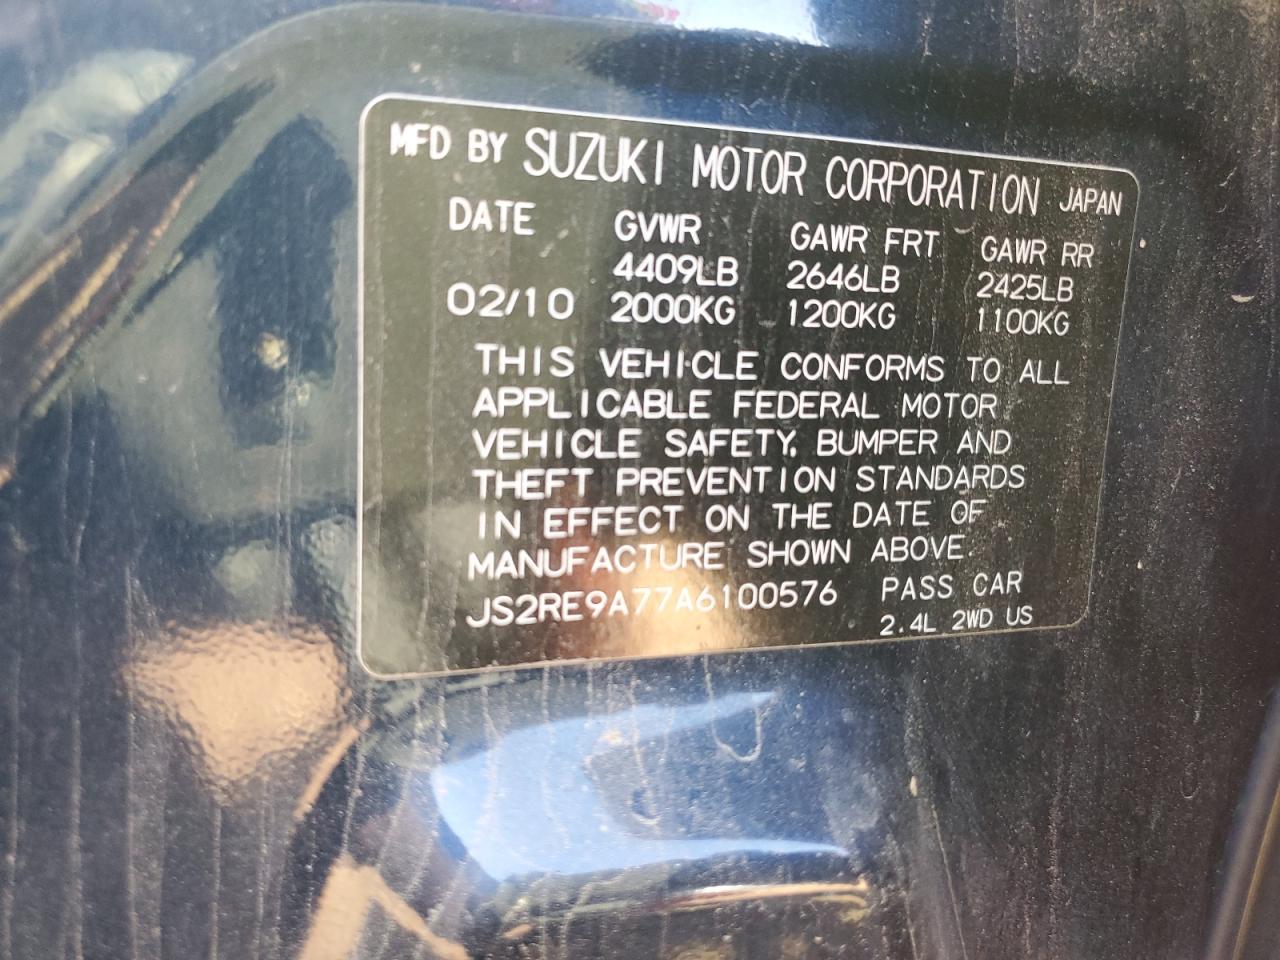 MFD BY SUZUKI MOTOR CORPORATION JAPAN
DATE GVWR GAWR FRT GAWR RR
4409LB 2646LB 2425LB
02/10 2000KG 1200KG 1100KG
THIS VEHICLE CONFORMS TO ALL
APPLICABLE FEDERAL MOTOR
VEHICLE SAFETY, BUMPER AND
THEFT PREVENTION STANDARDS
IN EFFECT ON THE DATE OF
MANUFACTURE SHOWN ABOVE.
JS2RE9A77A6100576 PASS CAR
2.4L 2WD US